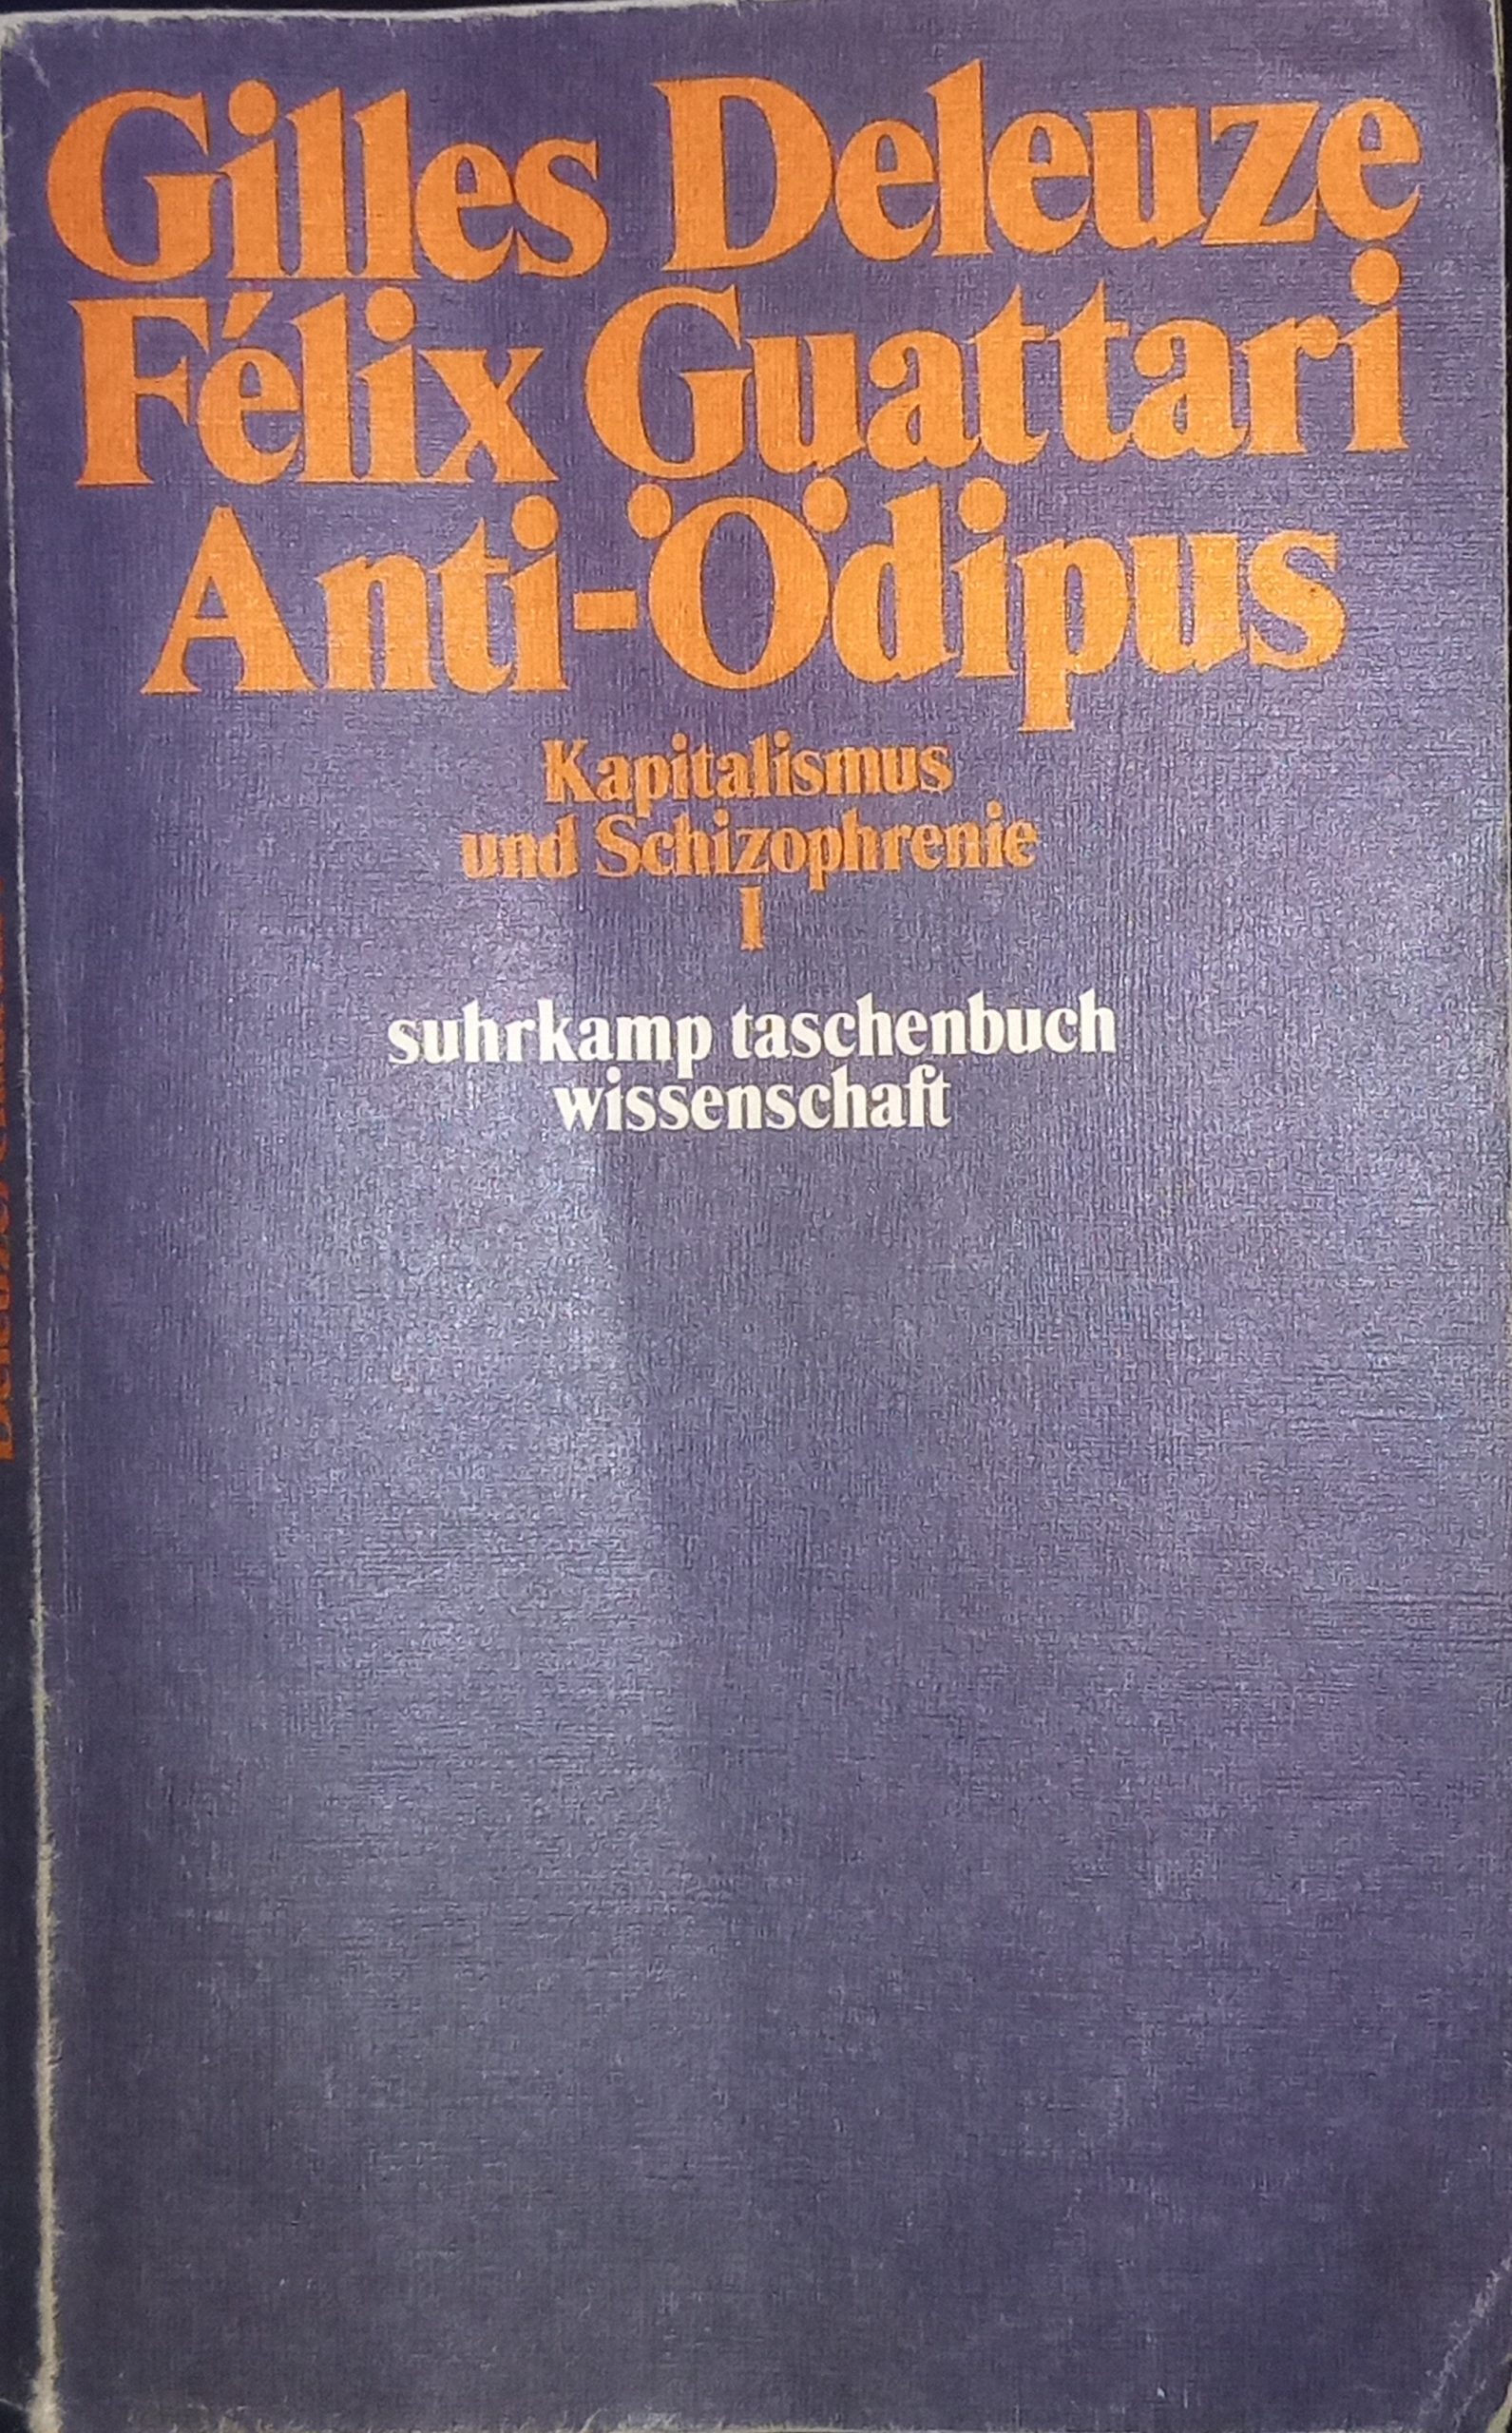 Gilles Deleuze
Félix Guattari
Anti-Ödipus
Kapitalismus
und Schizophrenie
I
suhrkamp taschenbuch
wissenschaft